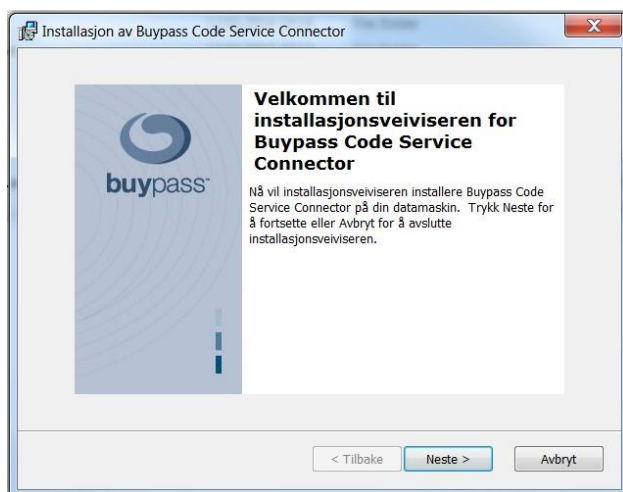 Installasjon av Buypass Code Service Connector
buypass
Velkommen til
installasjonsveiviseren for
Buypass Code Service
Connector
Nå vil installasjonsveiviseren installere Buypass Code
Service Connector på din datamaskin. Trykk Neste for
å fortsette eller Avbryt for å avslutte
installasjonsveiviseren.
< Tilbake Neste > Avbryt